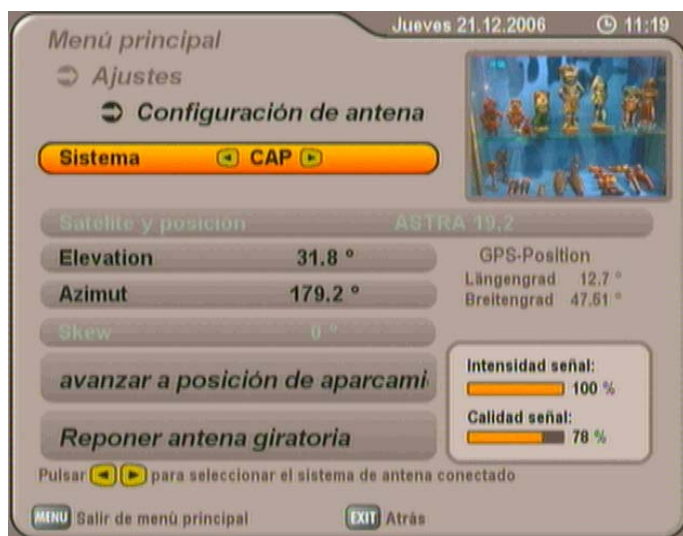 Jueves 21.12.2006 11:19
Menú principal
Ajustes
Configuración de antena
Sistema CAP
Satélite y posición ASTRA 19,2
Elevation 31.8 °
Azimut 179.2 °
Skew 0 °
GPS-Position
Längengrad 12.7 °
Breitengrad 47.51 °
avanzar a posición de aparcami
Reponer antena giratoria
Intensidad señal:
100 %
Calidad señal:
78 %
Pulsar para seleccionar el sistema de antena conectado
MENU Salir de menú principal EXIT Atrás